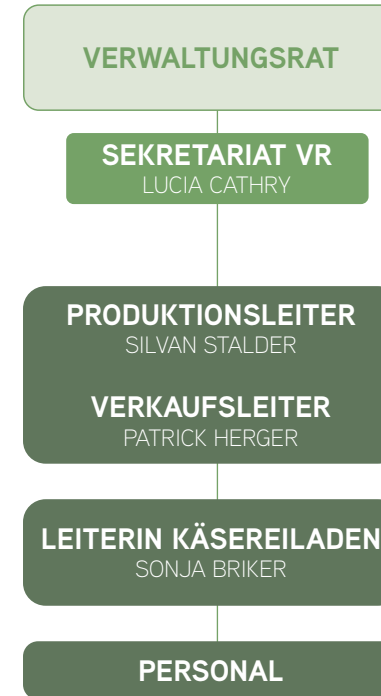 VERWALTUNGSRAT
SEKRETARIAT VR
LUCIA CATHRY
PRODUKTIONSLEITER
SILVAN STALDER
VERKAUFSLEITER
PATRICK HERGER
LEITERIN KÄSEREILADEN
SONJA BRIKER
PERSONAL